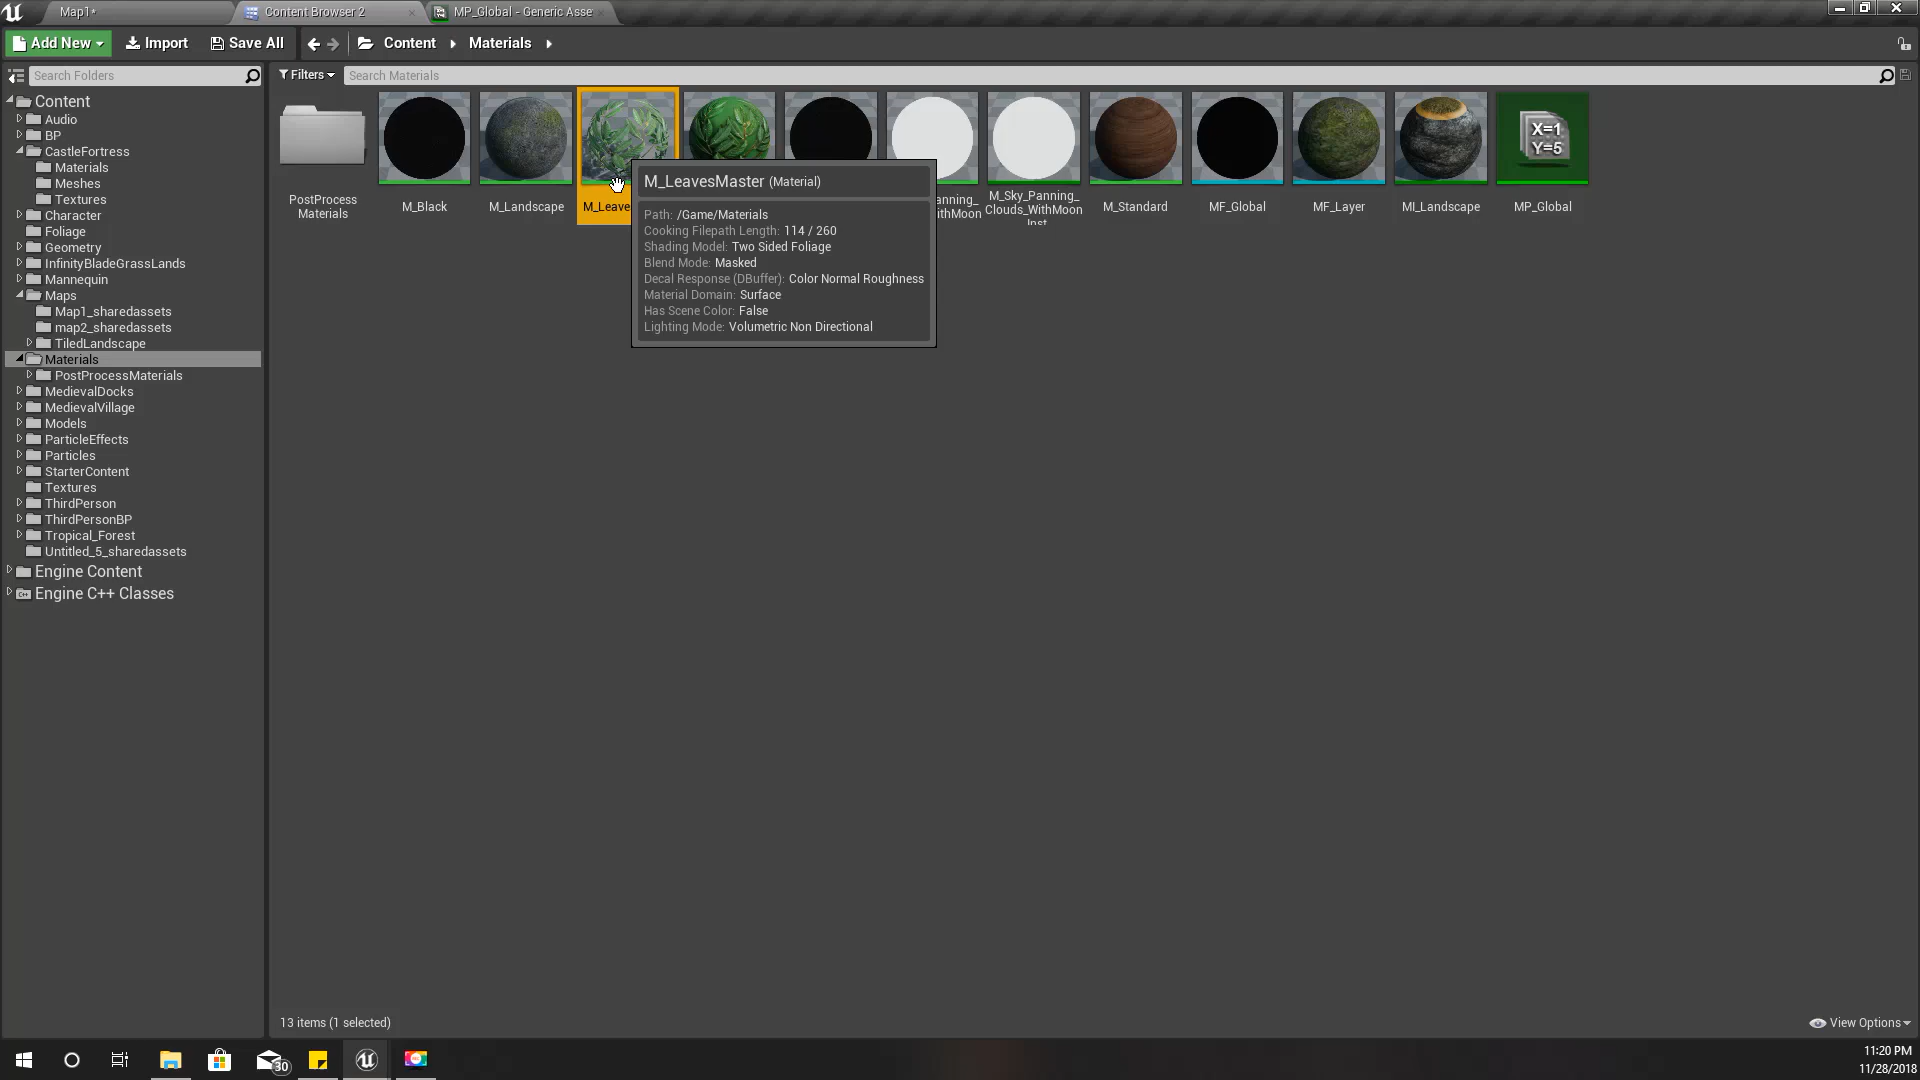 Map1*
Content Browser 2
MP_Global - Generic Asse
Add New
Import
Save All
Content
Materials
Search Folders
Filters
Search Materials
Content
Audio
BP
CastleFortress
Materials
Meshes
Textures
Character
Foliage
Geometry
InfinityBladeGrassLands
Mannequin
Maps
Map1_sharedassets
map2_sharedassets
TiledLandscape
Materials
PostProcessMaterials
MedievalDocks
MedievalVillage
Models
ParticleEffects
Particles
StarterContent
Textures
ThirdPerson
ThirdPersonBP
Tropical_Forest
Untitled_5_sharedassets
Engine Content
Engine C++ Classes
PostProcess
Materials
M_Black
M_Landscape
M_Leave
anning_
ithMoon
M_Sky_Panning_
Clouds_WithMoon
Inst
M_Standard
MF_Global
MF_Layer
MI_Landscape
X=1
Y=5
MP_Global
M_LeavesMaster (Material)
Path: /Game/Materials
Cooking Filepath Length: 114 / 260
Shading Model: Two Sided Foliage
Blend Mode: Masked
Decal Response (DBuffer): Color Normal Roughness
Material Domain: Surface
Has Scene Color: False
Lighting Mode: Volumetric Non Directional
13 items (1 selected)
View Options
30
11:20 PM
11/28/2018